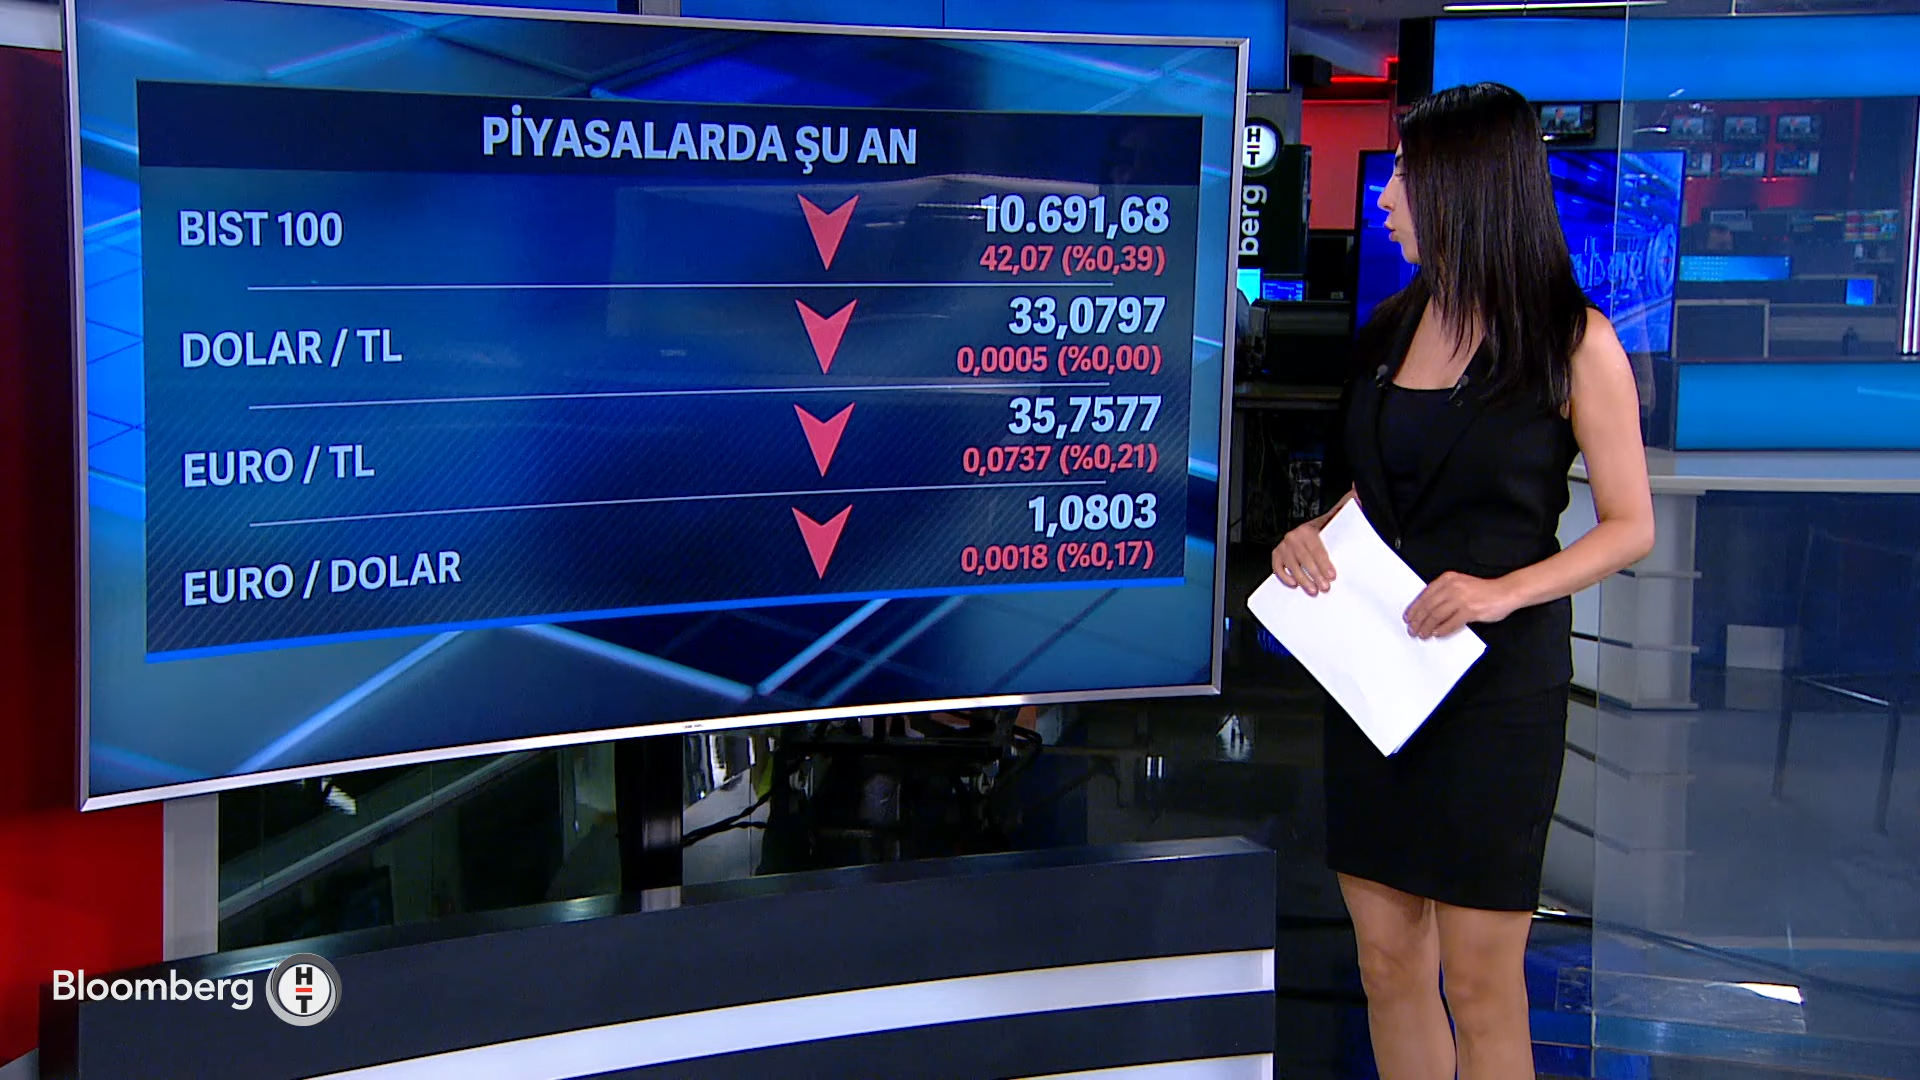 PİYASALARDA ŞU AN
BIST 100
10.691,68
42,07 (%0,39)
DOLAR / TL
33,0797
0,0005 (%0,00)
EURO / TL
35,7577
0,0737 (%0,21)
EURO / DOLAR
1,0803
0,0018 (%0,17)
HT
berg
Bloomberg HT